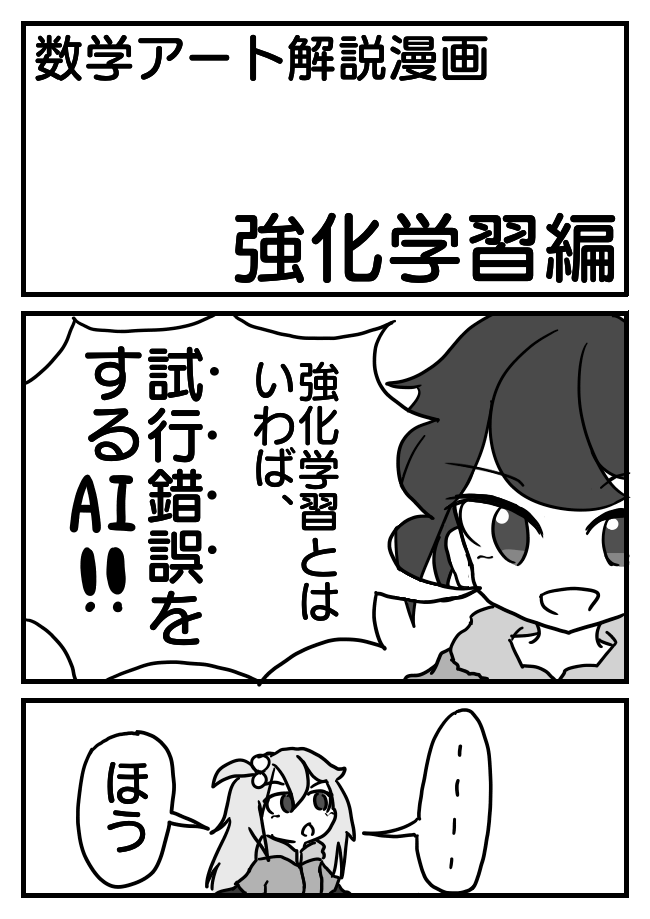 数学アート解説漫画
強化学習編
強化学習とは
いわば、
試行錯誤を
するAI!!
----
ほう